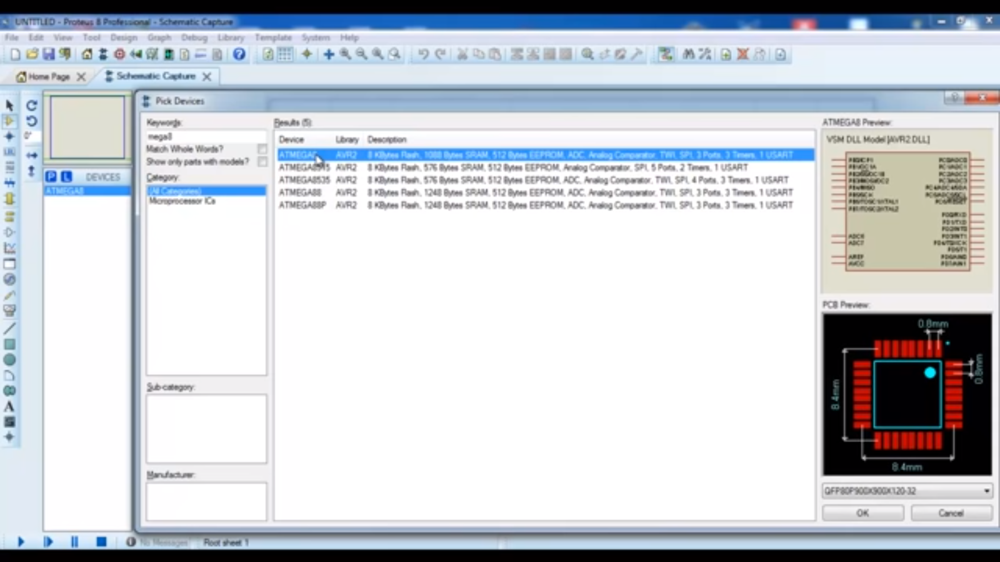 UNTITLED - Proteus 8 Professional - Schematic Capture
File Edit View Tool Design Graph Debug Library Template System Help
Home Page Schematic Capture
Pick Devices
Keywords:
mega8
Match Whole Words?
Show only parts with models?
Category:
(All Categories)
Microprocessor ICs
Sub-category:
Manufacturer:
0°
P L DEVICES
ATMEGA8
Results (5):
Device Library Description
ATMEGA8 AVR2 8 KBytes Flash, 1088 Bytes SRAM, 512 Bytes EEPROM, ADC, Analog Comparator, TWI, SPI, 3 Ports, 3 Timers, 1 USART
ATMEGA8515 AVR2 8 KBytes Flash, 576 Bytes SRAM, 512 Bytes EEPROM, Analog Comparator, SPI, 5 Ports, 2 Timers, 1 USART
ATMEGA8535 AVR2 8 KBytes Flash, 576 Bytes SRAM, 512 Bytes EEPROM, ADC, Analog Comparator, TWI, SPI, 4 Ports, 3 Timers, 1 USART
ATMEGA88 AVR2 8 KBytes Flash, 1248 Bytes SRAM, 512 Bytes EEPROM, ADC, Analog Comparator, TWI, SPI, 3 Ports, 3 Timers, 1 USART
ATMEGA88P AVR2 8 KBytes Flash, 1248 Bytes SRAM, 512 Bytes EEPROM, ADC, Analog Comparator, TWI, SPI, 3 Ports, 3 Timers, 1 USART
ATMEGA8 Preview:
VSM DLL Model [AVR2.DLL]
ADC6
ADC7
AREF
AVCC
PCB Preview:
0.8mm
0.8mm
8.4mm
8.4mm
QFP80P900X900X120-32
OK Cancel
No Messages Root sheet 1